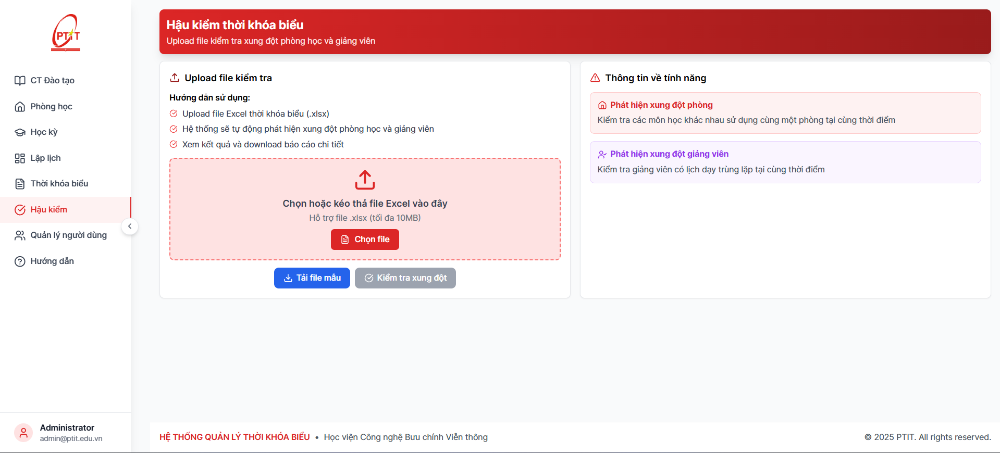 PTIT
CT Đào tạo
Phòng học
Học kỳ
Lập lịch
Thời khóa biểu
Hậu kiểm
Quản lý người dùng
Hướng dẫn
Administrator
admin@ptit.edu.vn
Hậu kiểm thời khóa biểu
Upload file kiểm tra xung đột phòng học và giảng viên
Upload file kiểm tra
Hướng dẫn sử dụng:
Upload file Excel thời khóa biểu (.xlsx)
Hệ thống sẽ tự động phát hiện xung đột phòng học và giảng viên
Xem kết quả và download báo cáo chi tiết
Chọn hoặc kéo thả file Excel vào đây
Hỗ trợ file .xlsx (tối đa 10MB)
Chọn file
Tải file mẫu
Kiểm tra xung đột
Thông tin về tính năng
Phát hiện xung đột phòng
Kiểm tra các môn học khác nhau sử dụng cùng một phòng tại cùng thời điểm
Phát hiện xung đột giảng viên
Kiểm tra giảng viên có lịch dạy trùng lặp tại cùng thời điểm
HỆ THỐNG QUẢN LÝ THỜI KHÓA BIỂU • Học viện Công nghệ Bưu chính Viễn thông
© 2025 PTIT. All rights reserved.